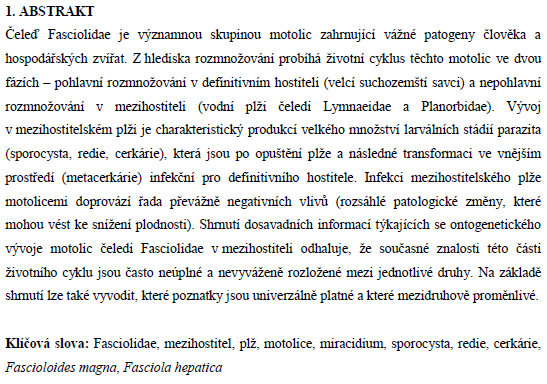 1. ABSTRAKT
Čeleď Fasciolidae je významnou skupinou motolic zahrnující vážné patogeny člověka a
hospodářských zvířat. Z hlediska rozmnožování probíhá životní cyklus těchto motolic ve dvou
fázích – pohlavní rozmnožování v definitivním hostiteli (velcí suchozemští savci) a nepohlavní
rozmnožování v mezihostiteli (vodní plži čeledi Lymnaeidae a Planorbidae). Vývoj
v mezihostitelském plži je charakteristický produkcí velkého množství larválních stádií parazita
(sporocysta, redie, cerkárie), která jsou po opuštění plže a následné transformaci ve vnějším
prostředí (metacerkárie) infekční pro definitivního hostitele. Infekci mezihostitelského plže
motolicemi doprovází řada převážně negativních vlivů (rozsáhlé patologické změny, které
mohou vést ke snížení plodnosti). Shrnutí dosavadních informací týkajících se ontogenetického
vývoje motolic čeledi Fasciolidae v mezihostiteli odhaluje, že současné znalosti této části
životního cyklu jsou často neúplné a nevyváženě rozložené mezi jednotlivé druhy. Na základě
shrnutí lze také vyvodit, které poznatky jsou univerzálně platné a které mezidruhově proměnlivé.
Klíčová slova: Fasciolidae, mezihostitel, plž, motolice, miracidium, sporocysta, redie, cerkárie,
Fascioloides magna, Fasciola hepatica